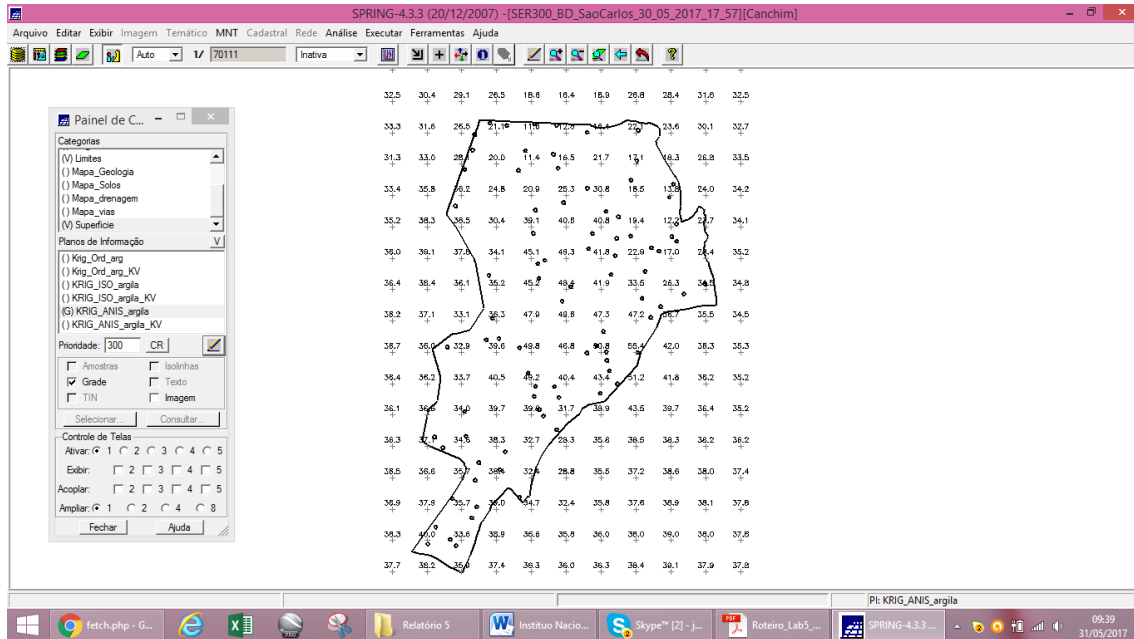 SPRING-4.3.3 (20/12/2007) -[SER300_BD_SaoCarlos_30_05_2017_17_57][Canchim]
Arquivo Editar Exibir Imagem Temático MNT Cadastral Rede Análise Executar Ferramentas Ajuda
Auto 1/ 70111 Inativa
Painel de C...
Categorias
(V) Limites
() Mapa_Geologia
() Mapa_Solos
() Mapa_drenagem
() Mapa_vias
(V) Superficie
Planos de Informação V
() Krig_Ord_arg
() Krig_Ord_arg_KV
() KRIG_ISO_argila
() KRIG_ISO_argila_KV
(G) KRIG_ANIS_argila
() KRIG_ANIS_argila_KV
Prioridade: 300 CR
Amostras Isolinhas
Grade Texto
TIN Imagem
Selecionar... Consultar...
Controle de Telas
Ativar: 1 2 3 4 5
Exibir: 2 3 4 5
Acoplar: 2 3 4 5
Ampliar: 1 2 4 8
Fechar Ajuda
32.5 30.4 29.1 26.5 18.6 16.4 18.9 26.8 28.4 31.6 32.5
33.3 31.6 26.5 21.1 23.6 30.1 32.7
31.3 33.0 20.0 11.4 16.5 21.7 17.1 26.8 33.5
33.4 35.8 24.8 20.9 25.3 30.8 18.5 24.0 34.2
35.2 38.3 36.5 30.4 39.1 40.6 40.8 19.4 34.1
36.0 39.1 34.1 45.1 49.3 41.8 22.9 17.0 35.2
36.4 38.4 36.1 35.2 45.2 41.9 33.5 26.3 34.8
38.2 37.1 33.1 36.3 47.9 49.8 47.3 47.2 35.5 34.5
38.7 32.9 39.6 49.8 46.8 55.4 42.0 38.3 35.3
38.4 36.2 33.7 40.5 49.2 40.4 43.4 51.2 41.8 38.2 35.2
36.1 34.0 39.7 31.7 38.9 43.5 39.7 36.4 35.2
36.3 38.3 32.7 28.3 35.6 38.5 38.3 36.2 36.2
38.5 36.6 28.8 35.5 37.2 38.6 38.0 37.4
38.9 37.9 35.7 34.7 32.4 35.8 37.6 38.9 38.1 37.8
38.3 33.6 38.9 36.6 35.8 36.0 38.0 39.0 38.0 37.8
37.7 38.2 37.4 36.3 36.0 36.3 38.4 39.1 37.9 37.8
PI: KRIG_ANIS_argila
fetch.php - G... Relatório 5 Instituo Nacio... Skype™ [2] - j... Roteiro_Lab5_... SPRING-4.3.3 ...
09:39
31/05/2017